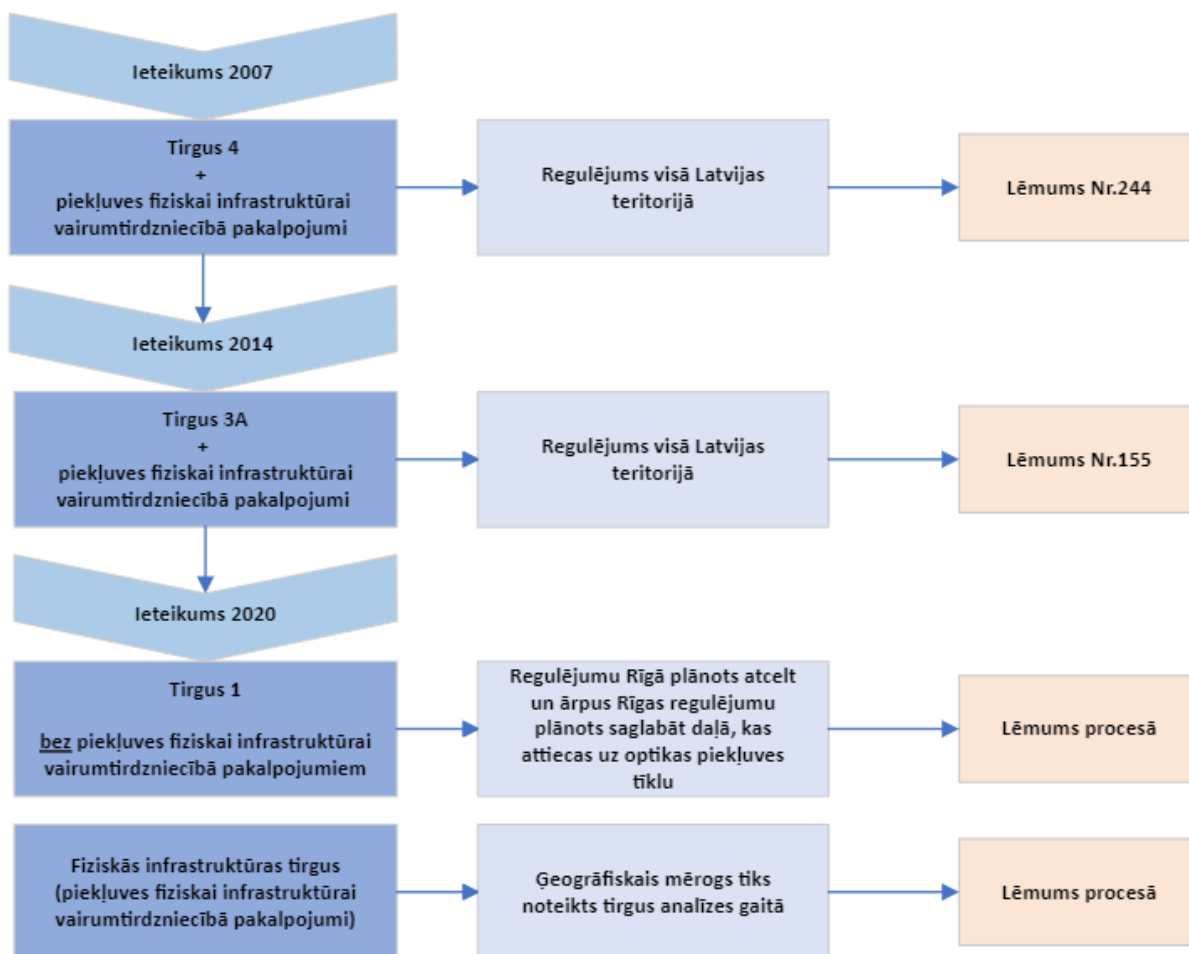 Ieteikums 2007
Tirgus 4
+
piekļuves fiziskai infrastruktūrai
vairumtirdzniecībā pakalpojumi
Regulējums visā Latvijas
teritorijā
Lēmums Nr.244
Ieteikums 2014
Tirgus 3A
+
piekļuves fiziskai infrastruktūrai
vairumtirdzniecībā pakalpojumi
Regulējums visā Latvijas
teritorijā
Lēmums Nr.155
Ieteikums 2020
Tirgus 1
bez piekļuves fiziskai infrastruktūrai
vairumtirdzniecībā pakalpojumiem
Regulējumu Rīgā plānots atcelt
un ārpus Rīgas regulējumu
plānots saglabāt daļā, kas
attiecas uz optikas piekļuves
tīklu
Lēmums procesā
Fiziskās infrastruktūras tirgus
(piekļuves fiziskai infrastruktūrai
vairumtirdzniecībā pakalpojumi)
Ģeogrāfiskais mērogs tiks
noteikts tirgus analīzes gaitā
Lēmums procesā